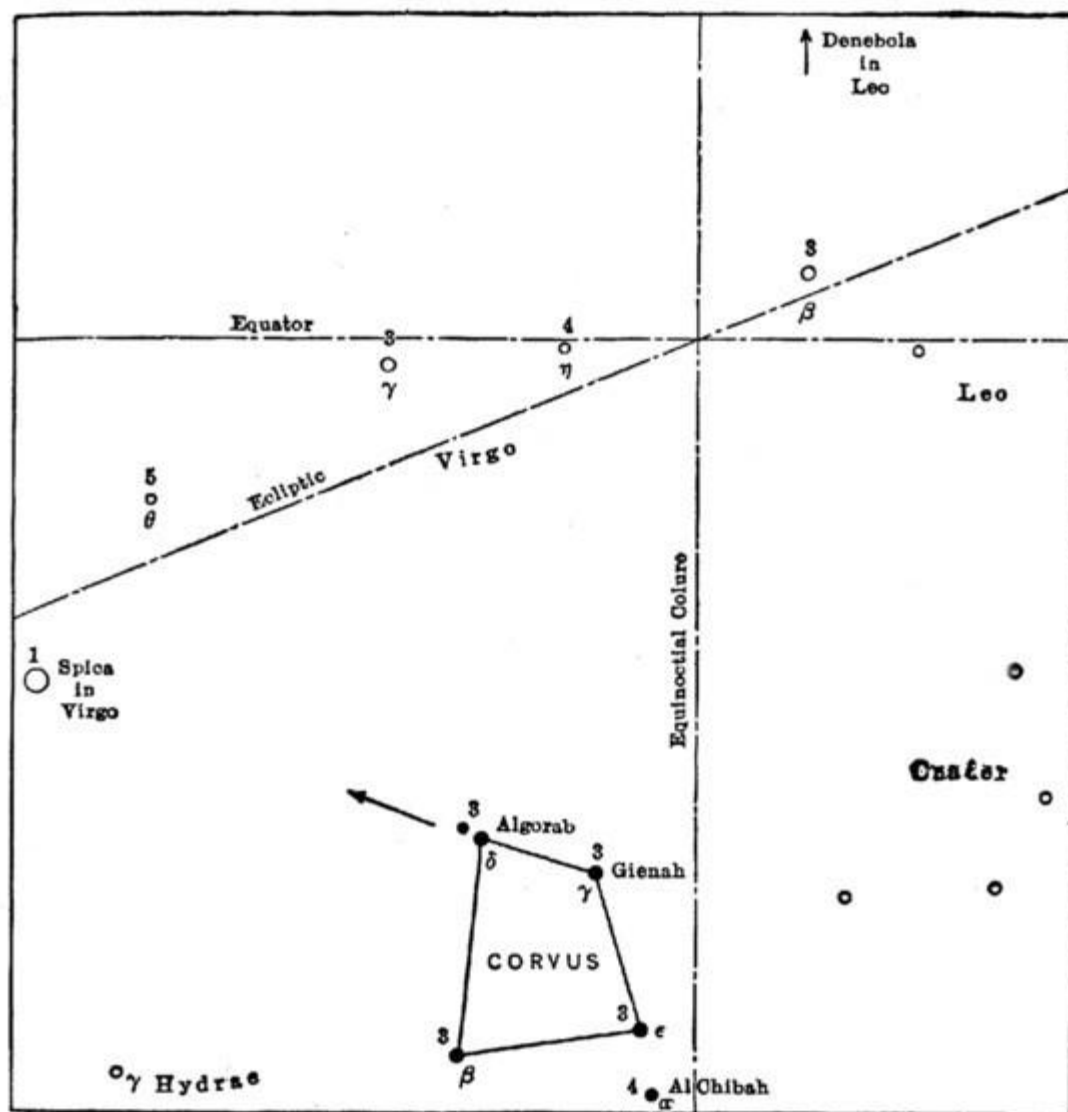 Denebola
in
Leo
3
β
Equator
3
γ
4
η
Leo
Virgo
Ecliptic
5
θ
Equinoctial Colure
1
Spica
in
Virgo
3
Algorab
δ
3
Gienah
γ
CORVUS
3
ϵ
3
β
γ Hydrae
4
Al Chibah
α